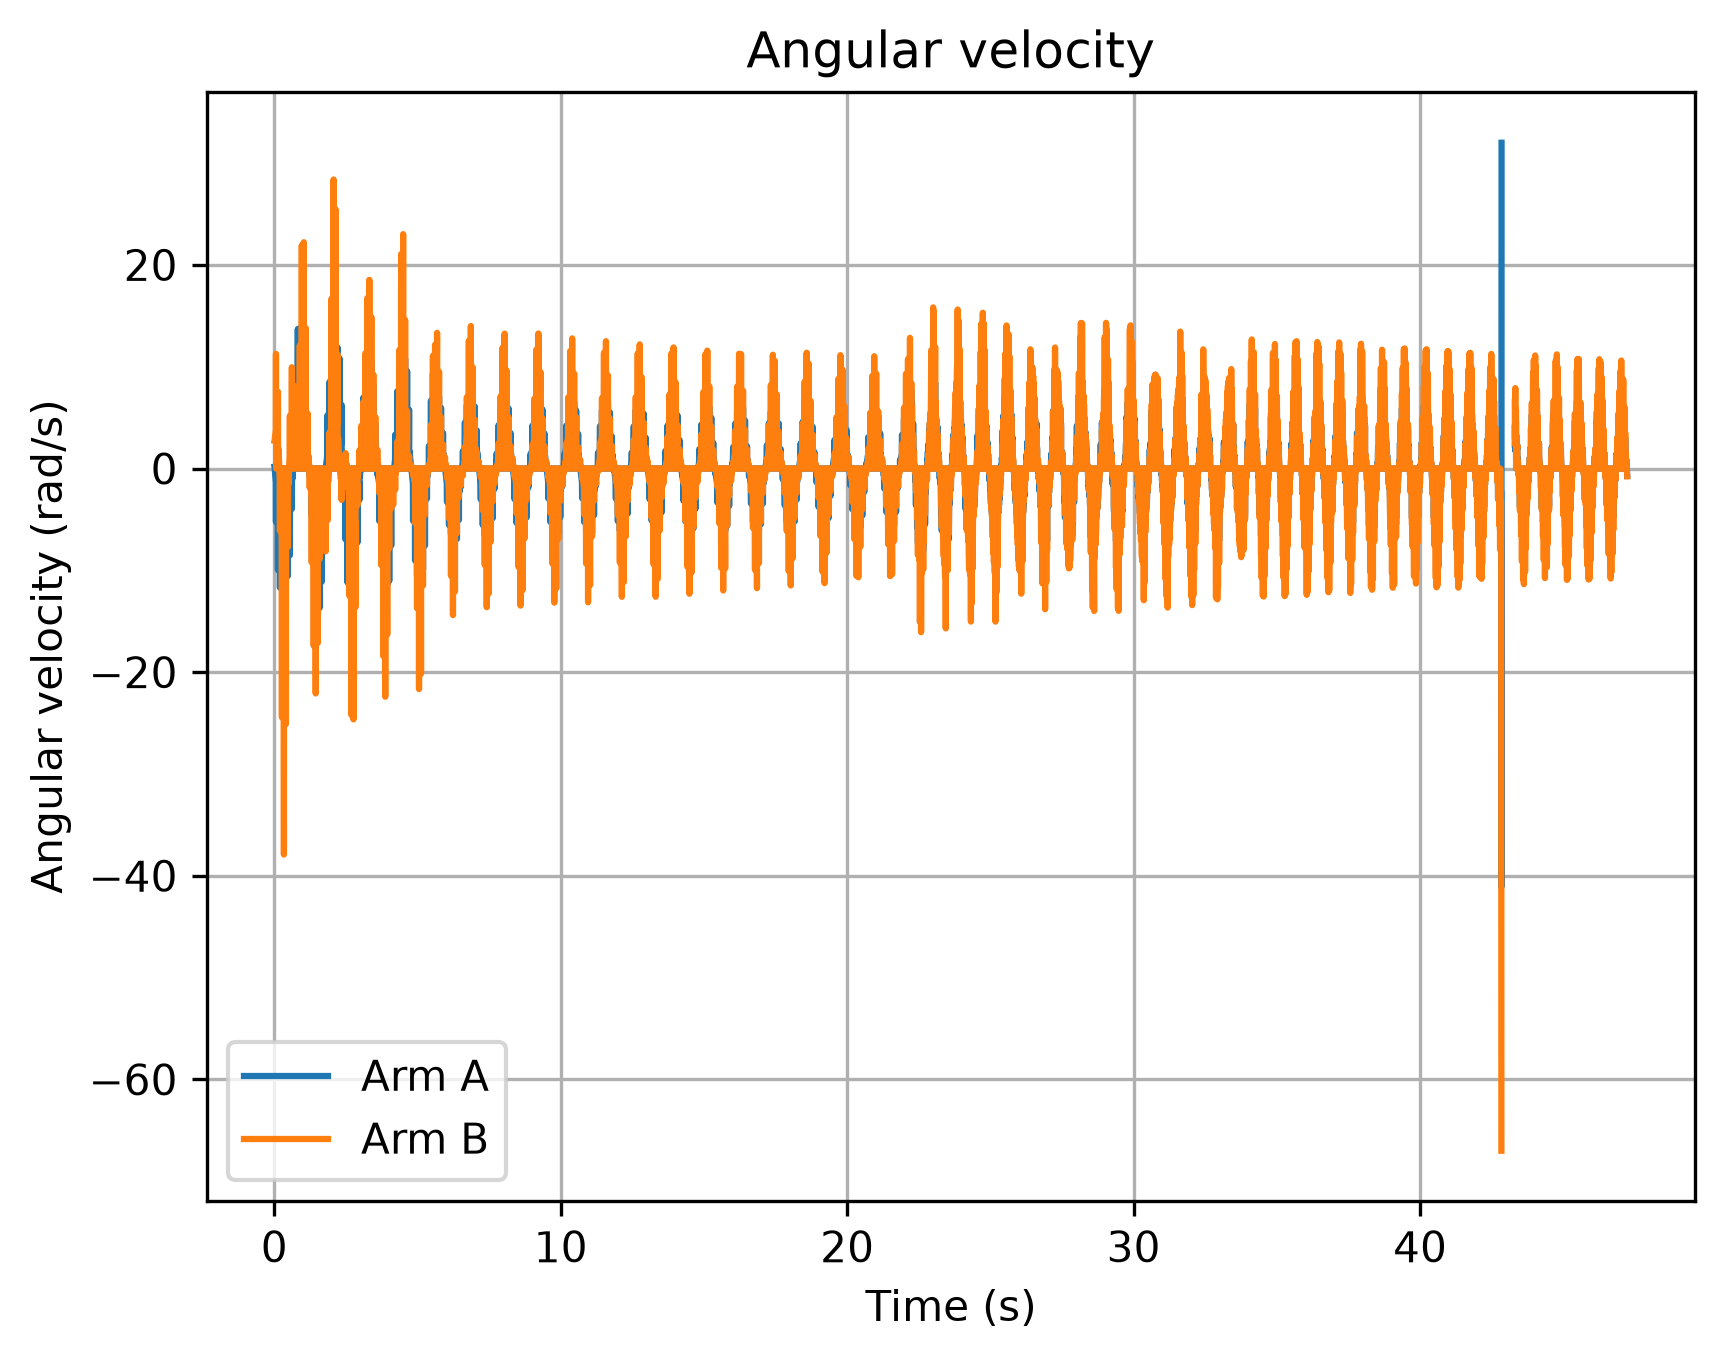 Angular velocity
Angular velocity (rad/s)
20
0
−20
−40
−60
Arm A
Arm B
0 10 20 30 40
Time (s)